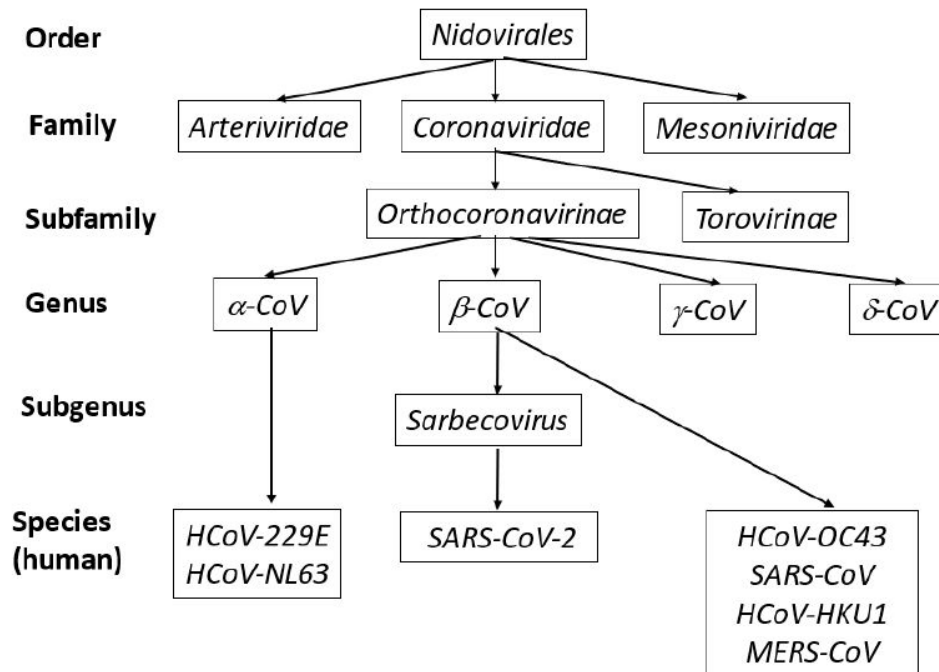 Order
Nidovirales
Family
Arteriviridae
Coronaviridae
Mesoniviridae
Subfamily
Orthocoronavirinae
Torovirinae
Genus
α-CoV
β-CoV
γ-CoV
δ-CoV
Subgenus
Sarbecovirus
Species
(human)
HCoV-229E
HCoV-NL63
SARS-CoV-2
HCoV-OC43
SARS-CoV
HCoV-HKU1
MERS-CoV